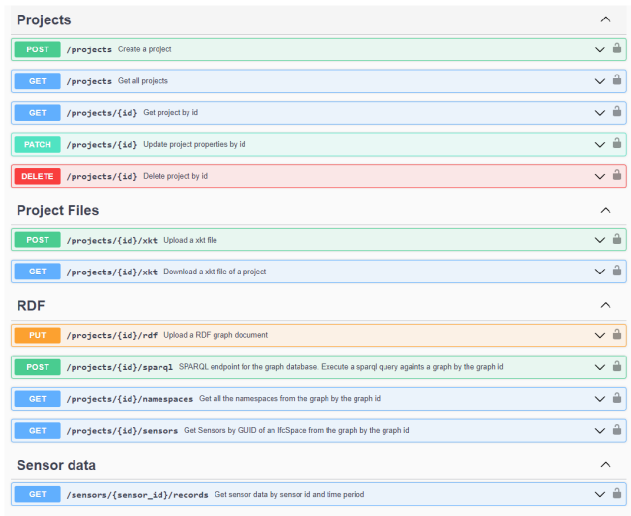 Projects
POST /projects Create a project
GET /projects Get all projects
GET /projects/{id} Get project by id
PATCH /projects/{id} Update project properties by id
DELETE /projects/{id} Delete project by id
Project Files
POST /projects/{id}/xkt Upload a xkt file
GET /projects/{id}/xkt Download a xkt file of a project
RDF
PUT /projects/{id}/rdf Upload a RDF graph document
POST /projects/{id}/sparql SPARQL endpoint for the graph database. Execute a sparql query againts a graph by the graph id
GET /projects/{id}/namespaces Get all the namespaces from the graph by the graph id
GET /projects/{id}/sensors Get Sensors by GUID of an IfcSpace from the graph by the graph id
Sensor data
GET /sensors/{sensor_id}/records Get sensor data by sensor id and time period